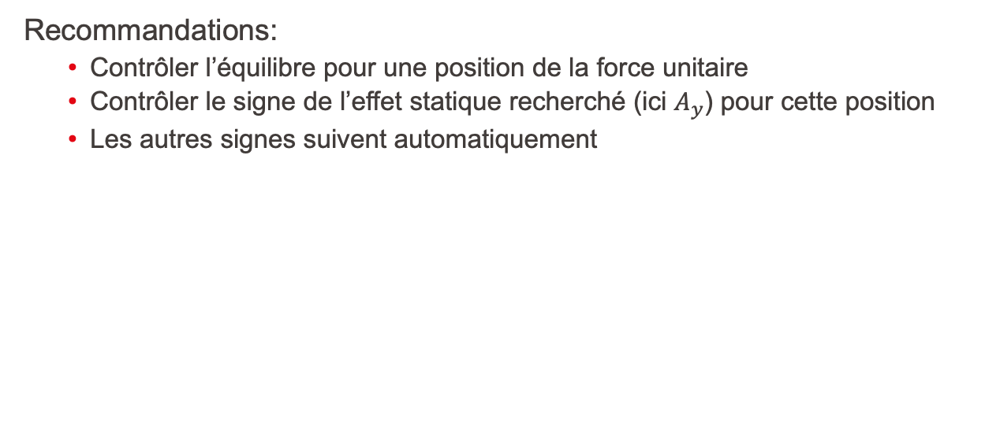 Recommandations:
• Contrôler l’équilibre pour une position de la force unitaire
• Contrôler le signe de l’effet statique recherché (ici $A_y$) pour cette position
• Les autres signes suivent automatiquement